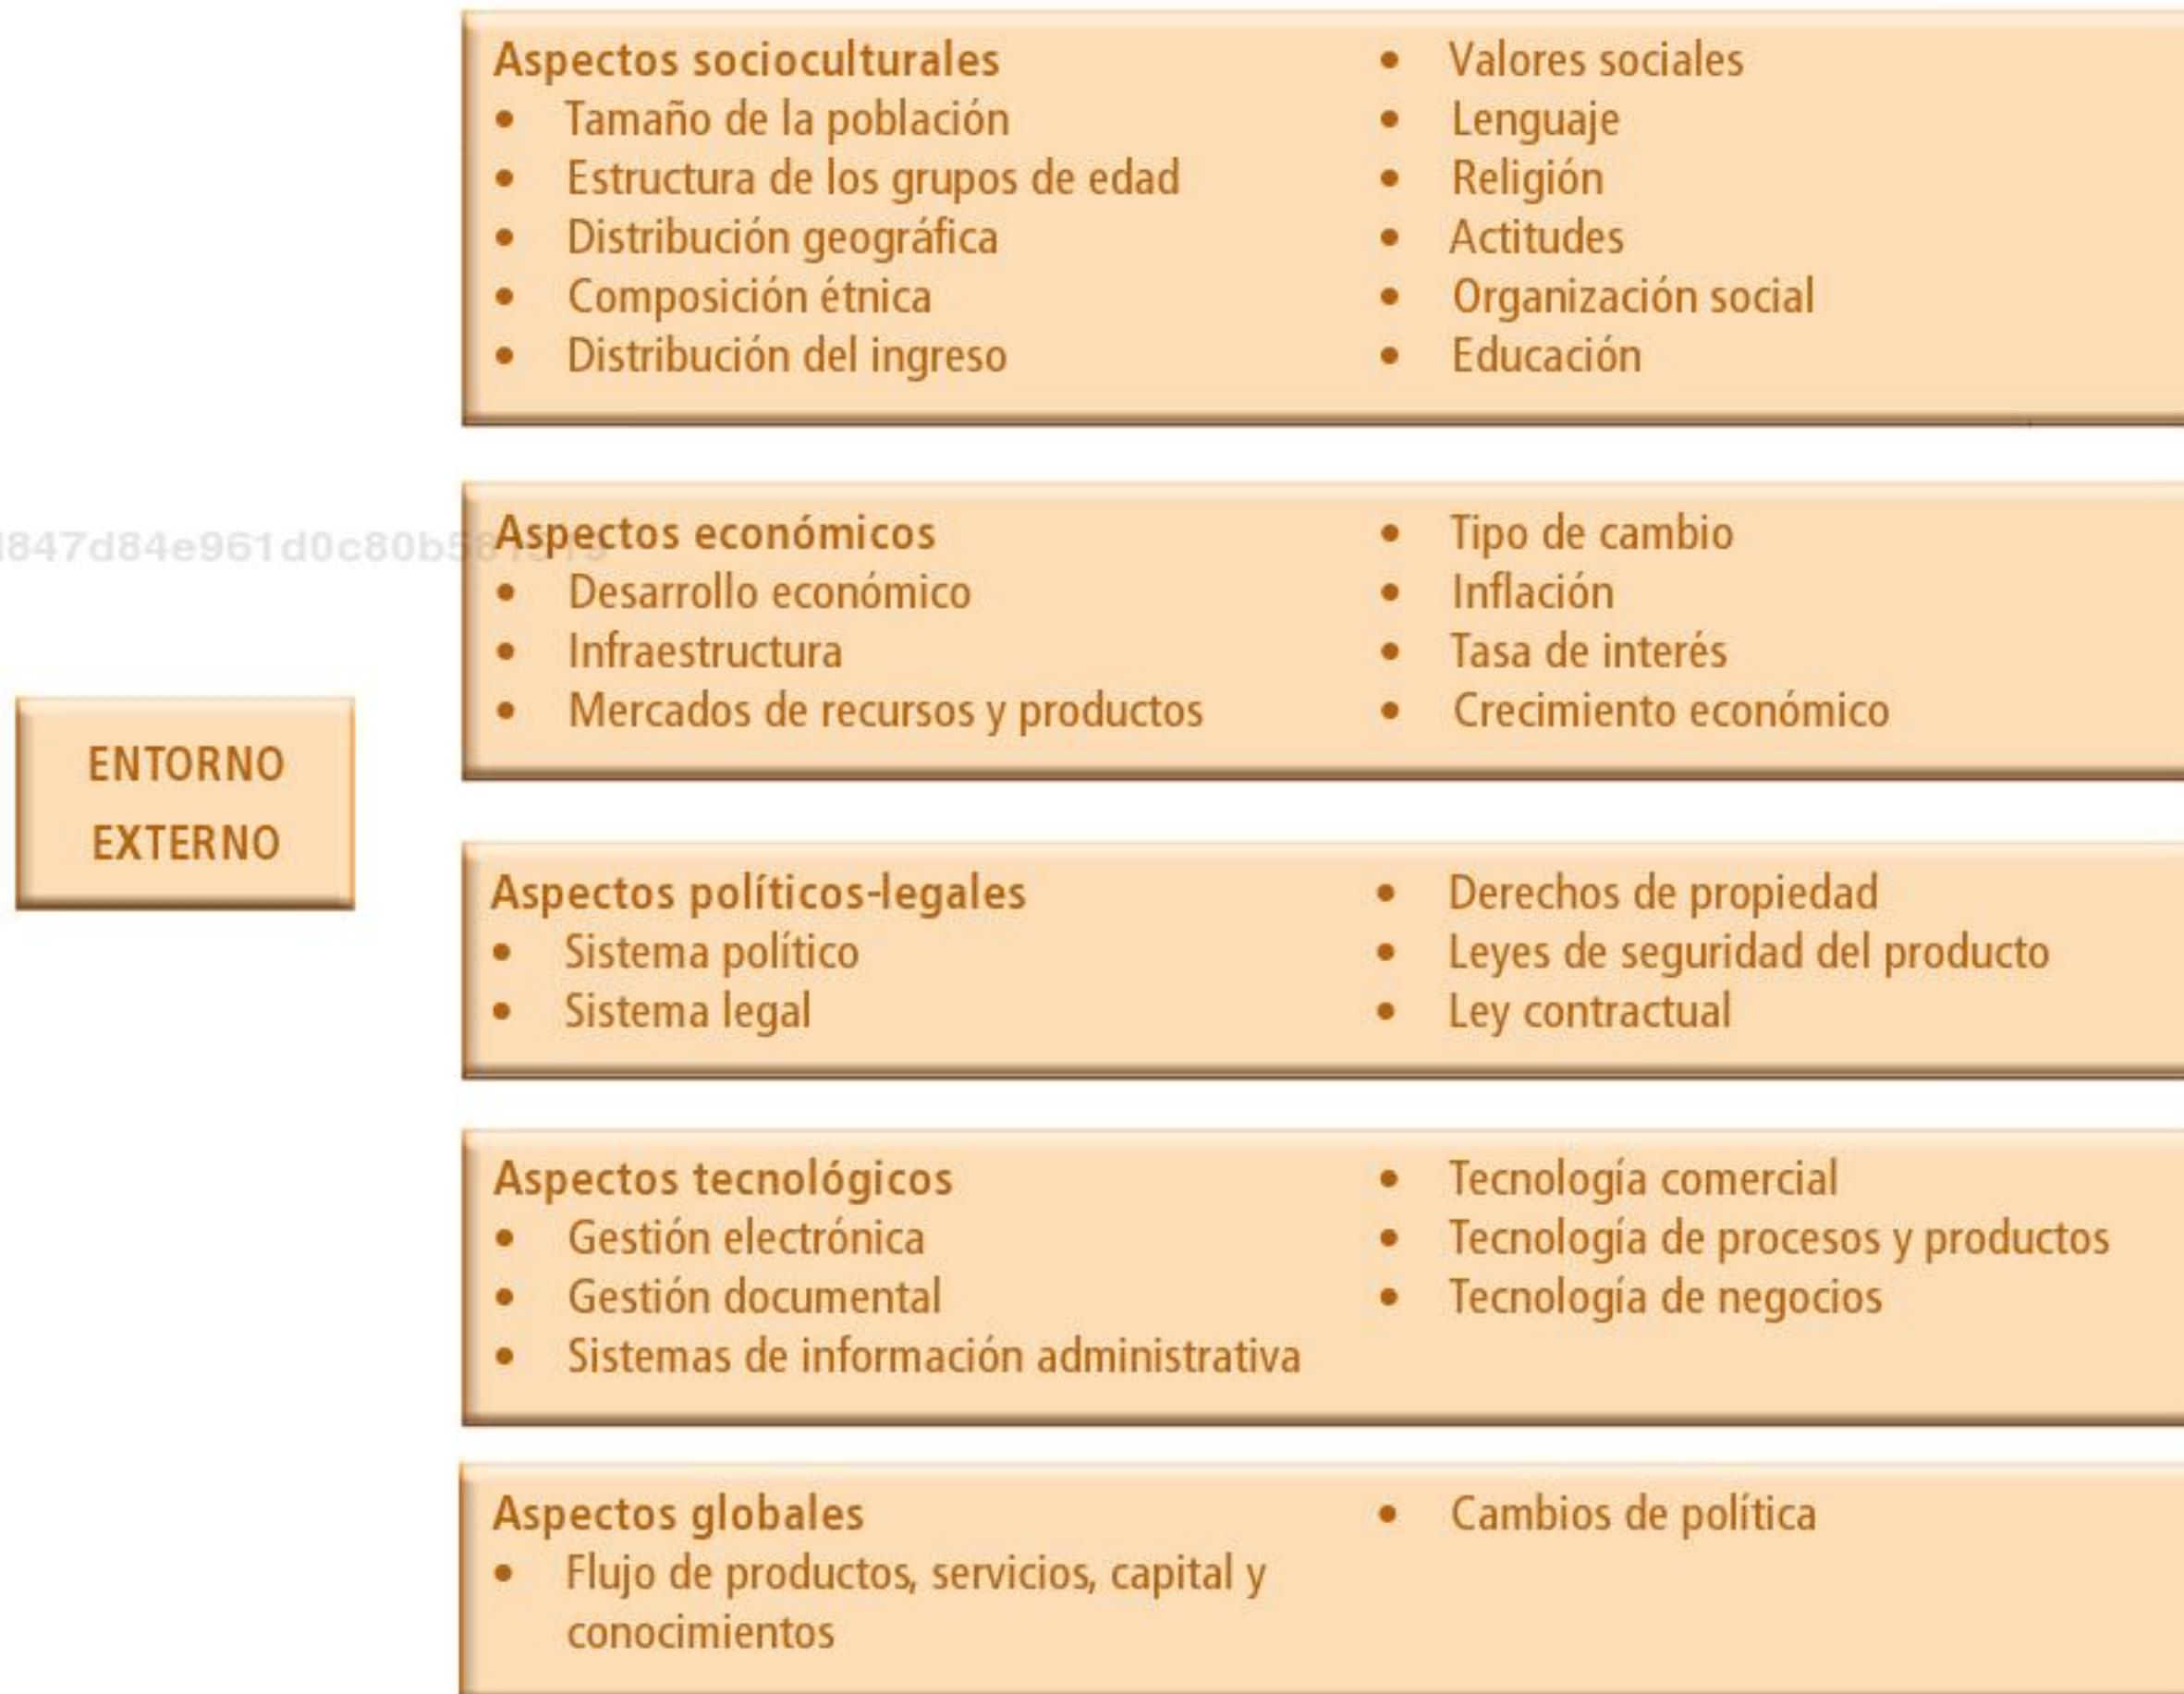 Aspectos socioculturales
• Tamaño de la población
• Estructura de los grupos de edad
• Distribución geográfica
• Composición étnica
• Distribución del ingreso
• Valores sociales
• Lenguaje
• Religión
• Actitudes
• Organización social
• Educación
Aspectos económicos
• Desarrollo económico
• Infraestructura
• Mercados de recursos y productos
• Tipo de cambio
• Inflación
• Tasa de interés
• Crecimiento económico
ENTORNO
EXTERNO
Aspectos políticos-legales
• Sistema político
• Sistema legal
• Derechos de propiedad
• Leyes de seguridad del producto
• Ley contractual
Aspectos tecnológicos
• Gestión electrónica
• Gestión documental
• Sistemas de información administrativa
• Tecnología comercial
• Tecnología de procesos y productos
• Tecnología de negocios
Aspectos globales
• Flujo de productos, servicios, capital y
conocimientos
• Cambios de política